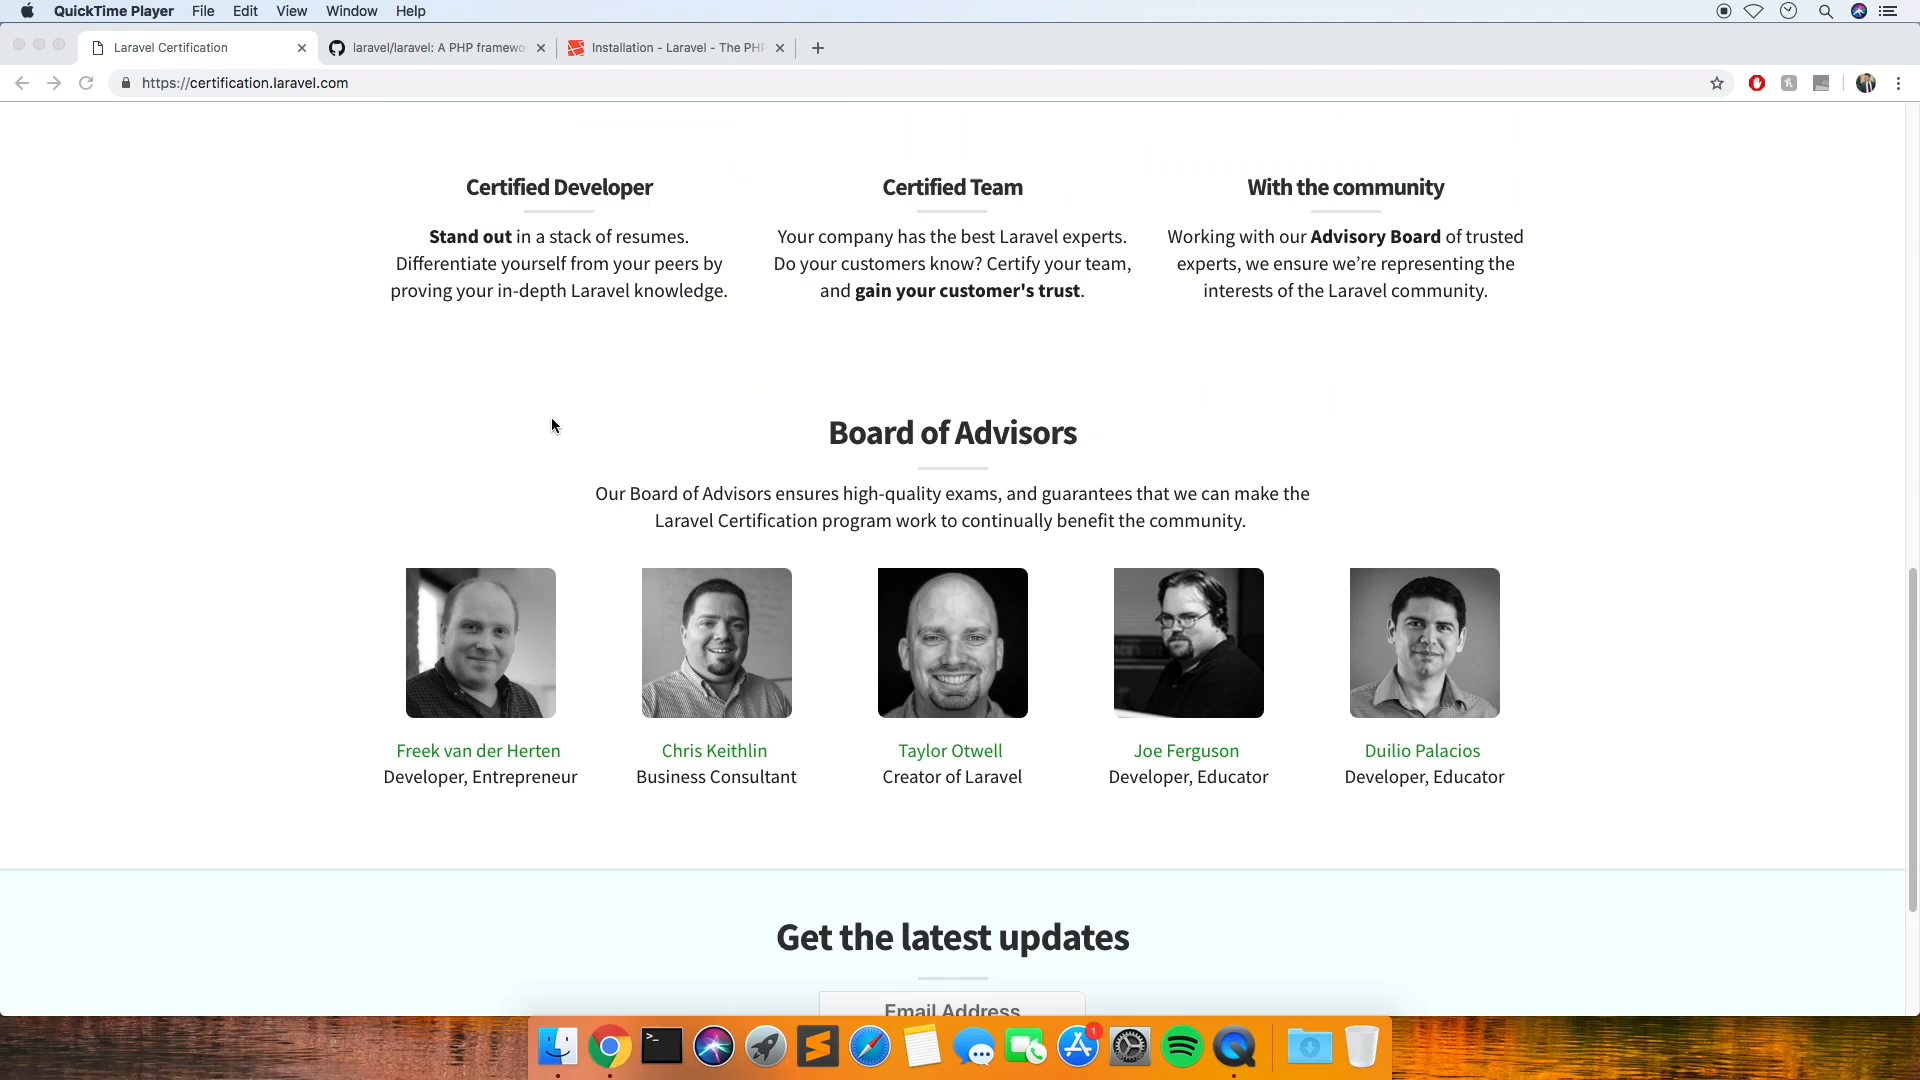 QuickTime Player File Edit View Window Help
Laravel Certification
laravel/laravel: A PHP framewo
Installation - Laravel - The PHP
https://certification.laravel.com
Certified Developer
Stand out in a stack of resumes.
Differentiate yourself from your peers by
proving your in-depth Laravel knowledge.
Certified Team
Your company has the best Laravel experts.
Do your customers know? Certify your team,
and gain your customer's trust.
With the community
Working with our Advisory Board of trusted
experts, we ensure we’re representing the
interests of the Laravel community.
Board of Advisors
Our Board of Advisors ensures high-quality exams, and guarantees that we can make the
Laravel Certification program work to continually benefit the community.
Freek van der Herten
Developer, Entrepreneur
Chris Keithlin
Business Consultant
Taylor Otwell
Creator of Laravel
Joe Ferguson
Developer, Educator
Duilio Palacios
Developer, Educator
Get the latest updates
Email Address
1